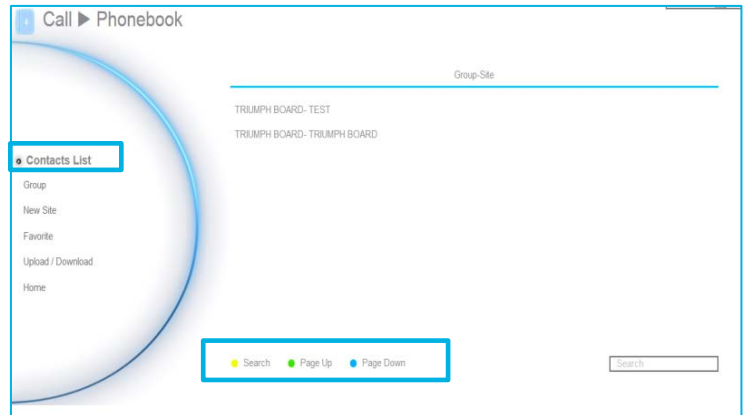 Call ▶ Phonebook
Group-Site
TRIUMPH BOARD- TEST
TRIUMPH BOARD- TRIUMPH BOARD
Contacts List
Group
New Site
Favorite
Upload / Download
Home
Search Page Up Page Down
Search